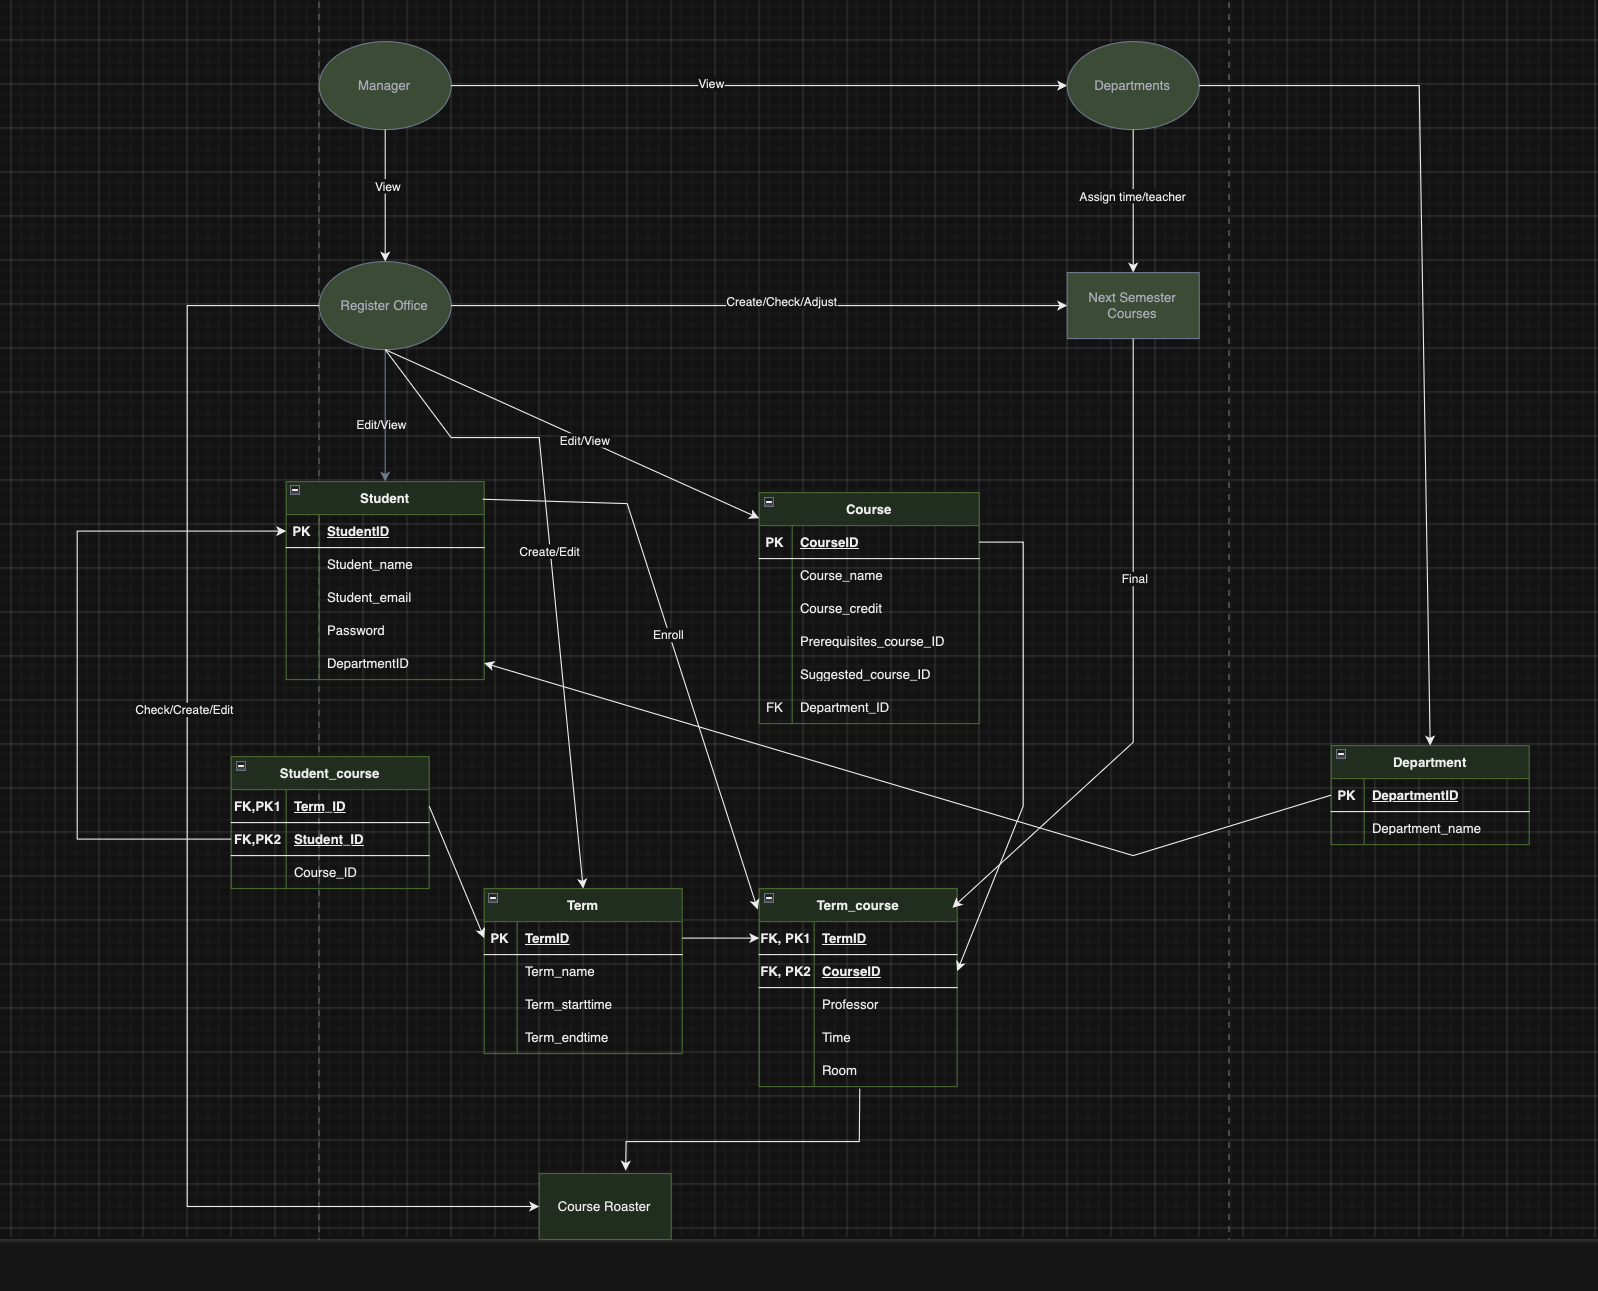 Manager
View
Departments
View
Assign time/teacher
Register Office
Create/Check/Adjust
Next Semester
Courses
Edit/View
Edit/View
Student
PK StudentID
Student_name
Student_email
Password
DepartmentID
Create/Edit
Enroll
Course
PK CourseID
Course_name
Course_credit
Prerequisites_course_ID
Suggested_course_ID
FK Department_ID
Final
Check/Create/Edit
Student_course
FK,PK1 Term_ID
FK,PK2 Student_ID
Course_ID
Department
PK DepartmentID
Department_name
Term
PK TermID
Term_name
Term_starttime
Term_endtime
Term_course
FK, PK1 TermID
FK, PK2 CourseID
Professor
Time
Room
Course Roaster